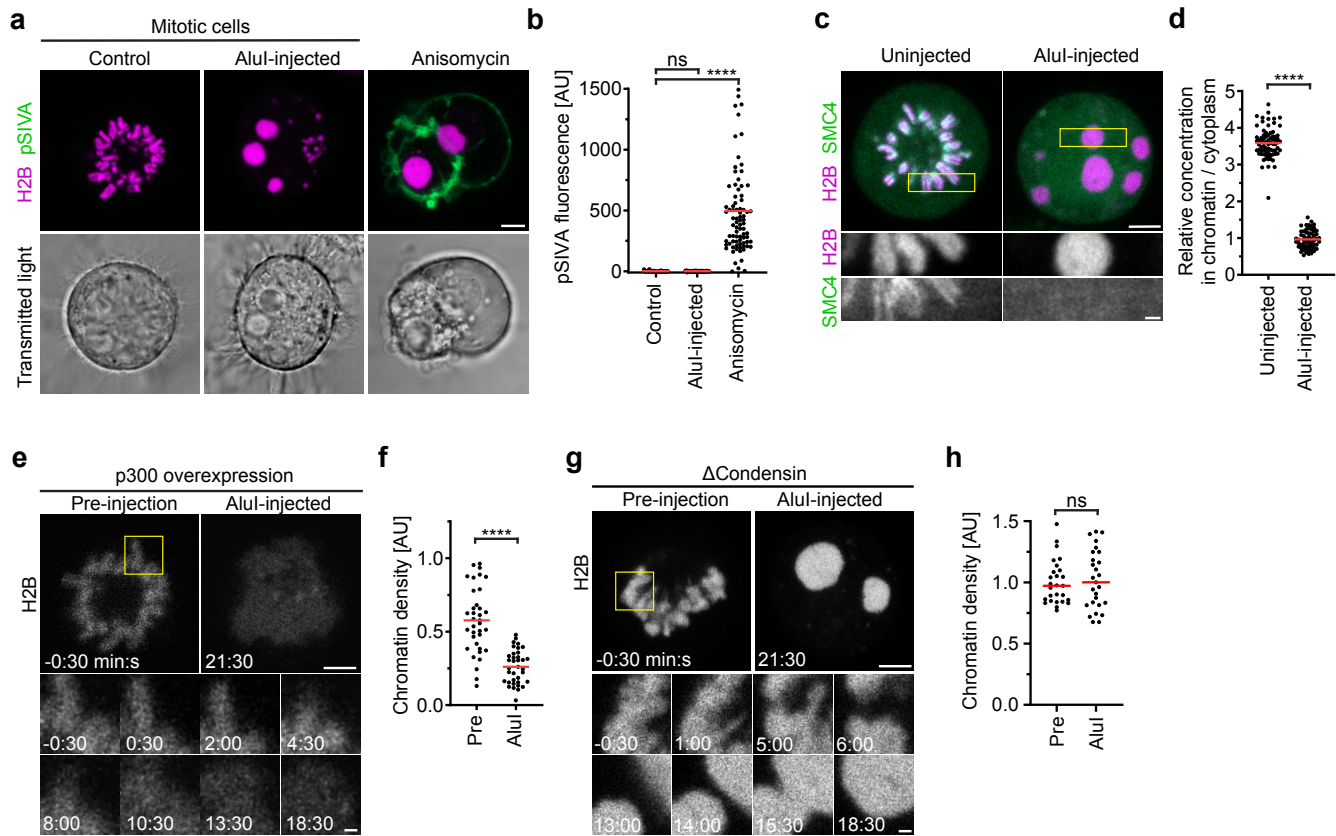 a
Mitotic cells
Control
AluI-injected
Anisomycin
H2B pSIVA
Transmitted light
b
ns
****
pSIVA fluorescence [AU]
1500
1000
500
0
Control
AluI-injected
Anisomycin
c
Uninjected
AluI-injected
H2B SMC4
H2B
SMC4
d
****
Relative concentration
in chromatin / cytoplasm
5
4
3
2
1
0
Uninjected
AluI-injected
e
p300 overexpression
Pre-injection
AluI-injected
H2B
-0:30 min:s
21:30
-0:30
0:30
2:00
4:30
8:00
10:30
13:30
18:30
f
****
Chromatin density [AU]
1.0
0.5
0.0
Pre
AluI
g
ΔCondensin
Pre-injection
AluI-injected
H2B
-0:30 min:s
21:30
-0:30
1:00
5:00
6:00
13:00
14:00
15:30
18:30
h
ns
Chromatin density [AU]
1.5
1.0
0.5
0.0
Pre
AluI